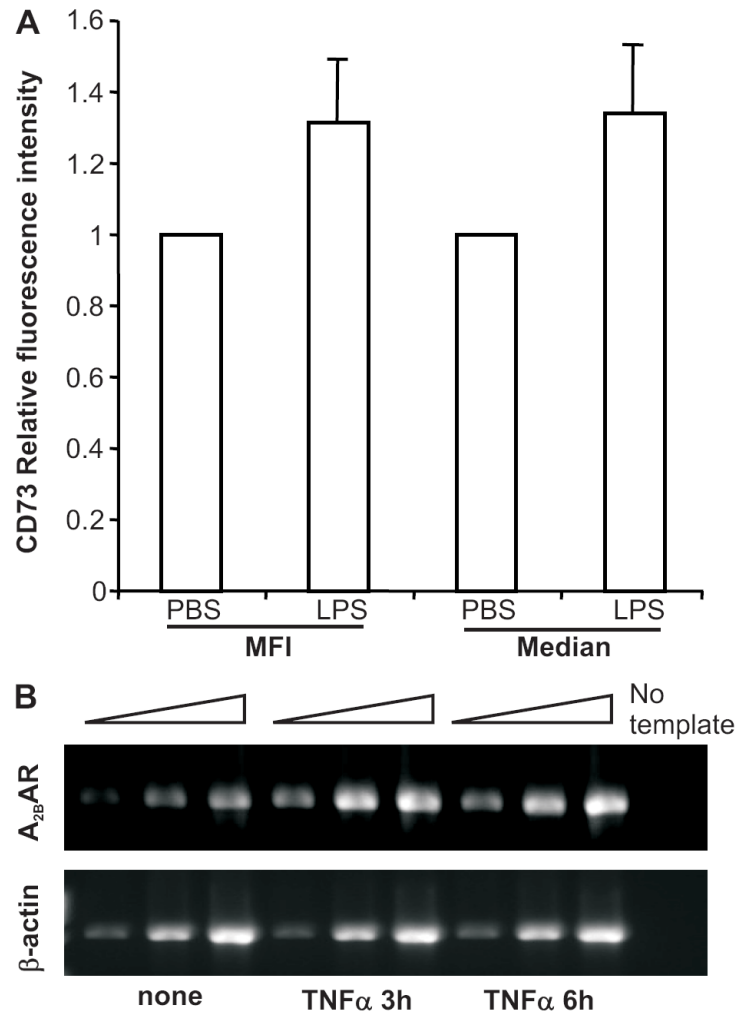 A
CD73 Relative fluorescence intensity
1.6
1.4
1.2
1
0.8
0.6
0.4
0.2
0
PBS LPS PBS LPS
MFI Median
B
No
template
A2BAR
β-actin
none TNFα 3h TNFα 6h